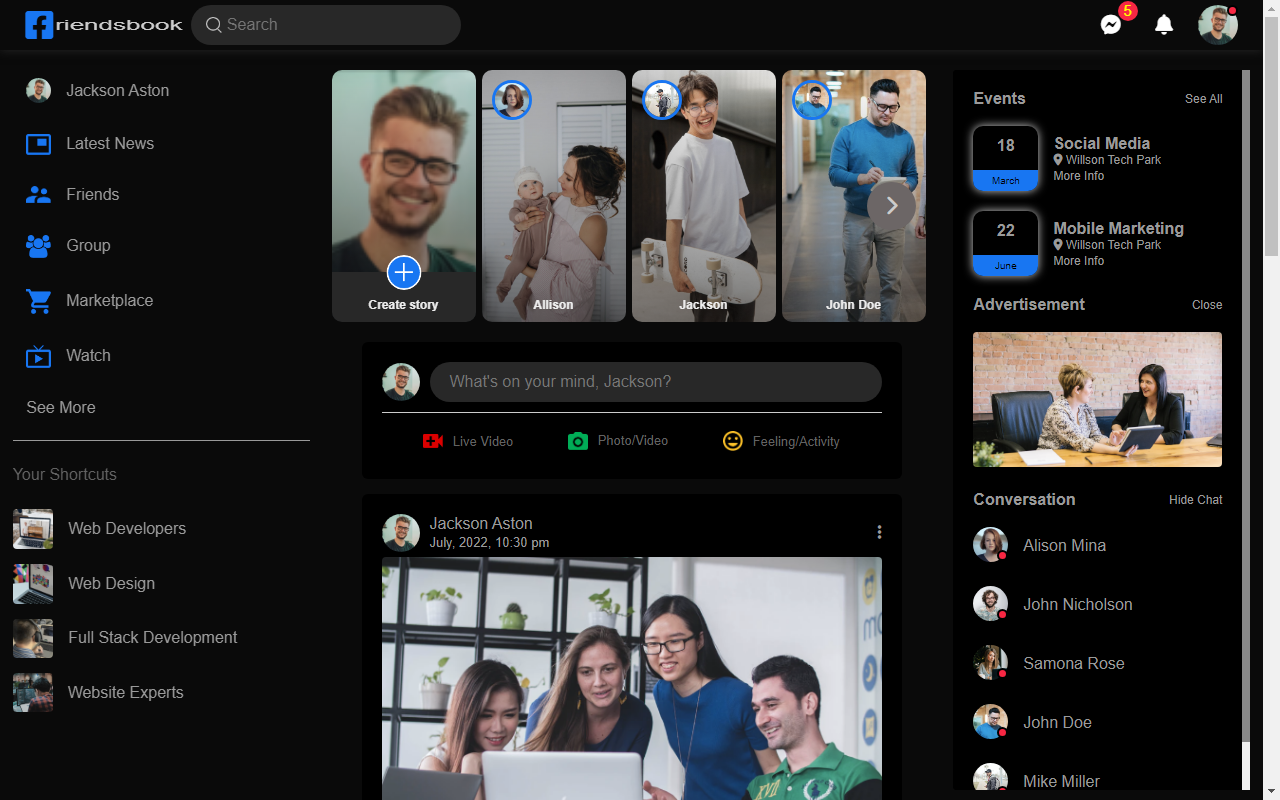 riendsbook
Search
5
Jackson Aston
Latest News
Friends
Group
Marketplace
Watch
See More
Your Shortcuts
Web Developers
Web Design
Full Stack Development
Website Experts
Create story
Allison
Jackson
John Doe
What's on your mind, Jackson?
Live Video
Photo/Video
Feeling/Activity
Jackson Aston
July, 2022, 10:30 pm
Events
See All
18
March
Social Media
Willson Tech Park
More Info
22
June
Mobile Marketing
Willson Tech Park
More Info
Advertisement
Close
Conversation
Hide Chat
Alison Mina
John Nicholson
Samona Rose
John Doe
Mike Miller